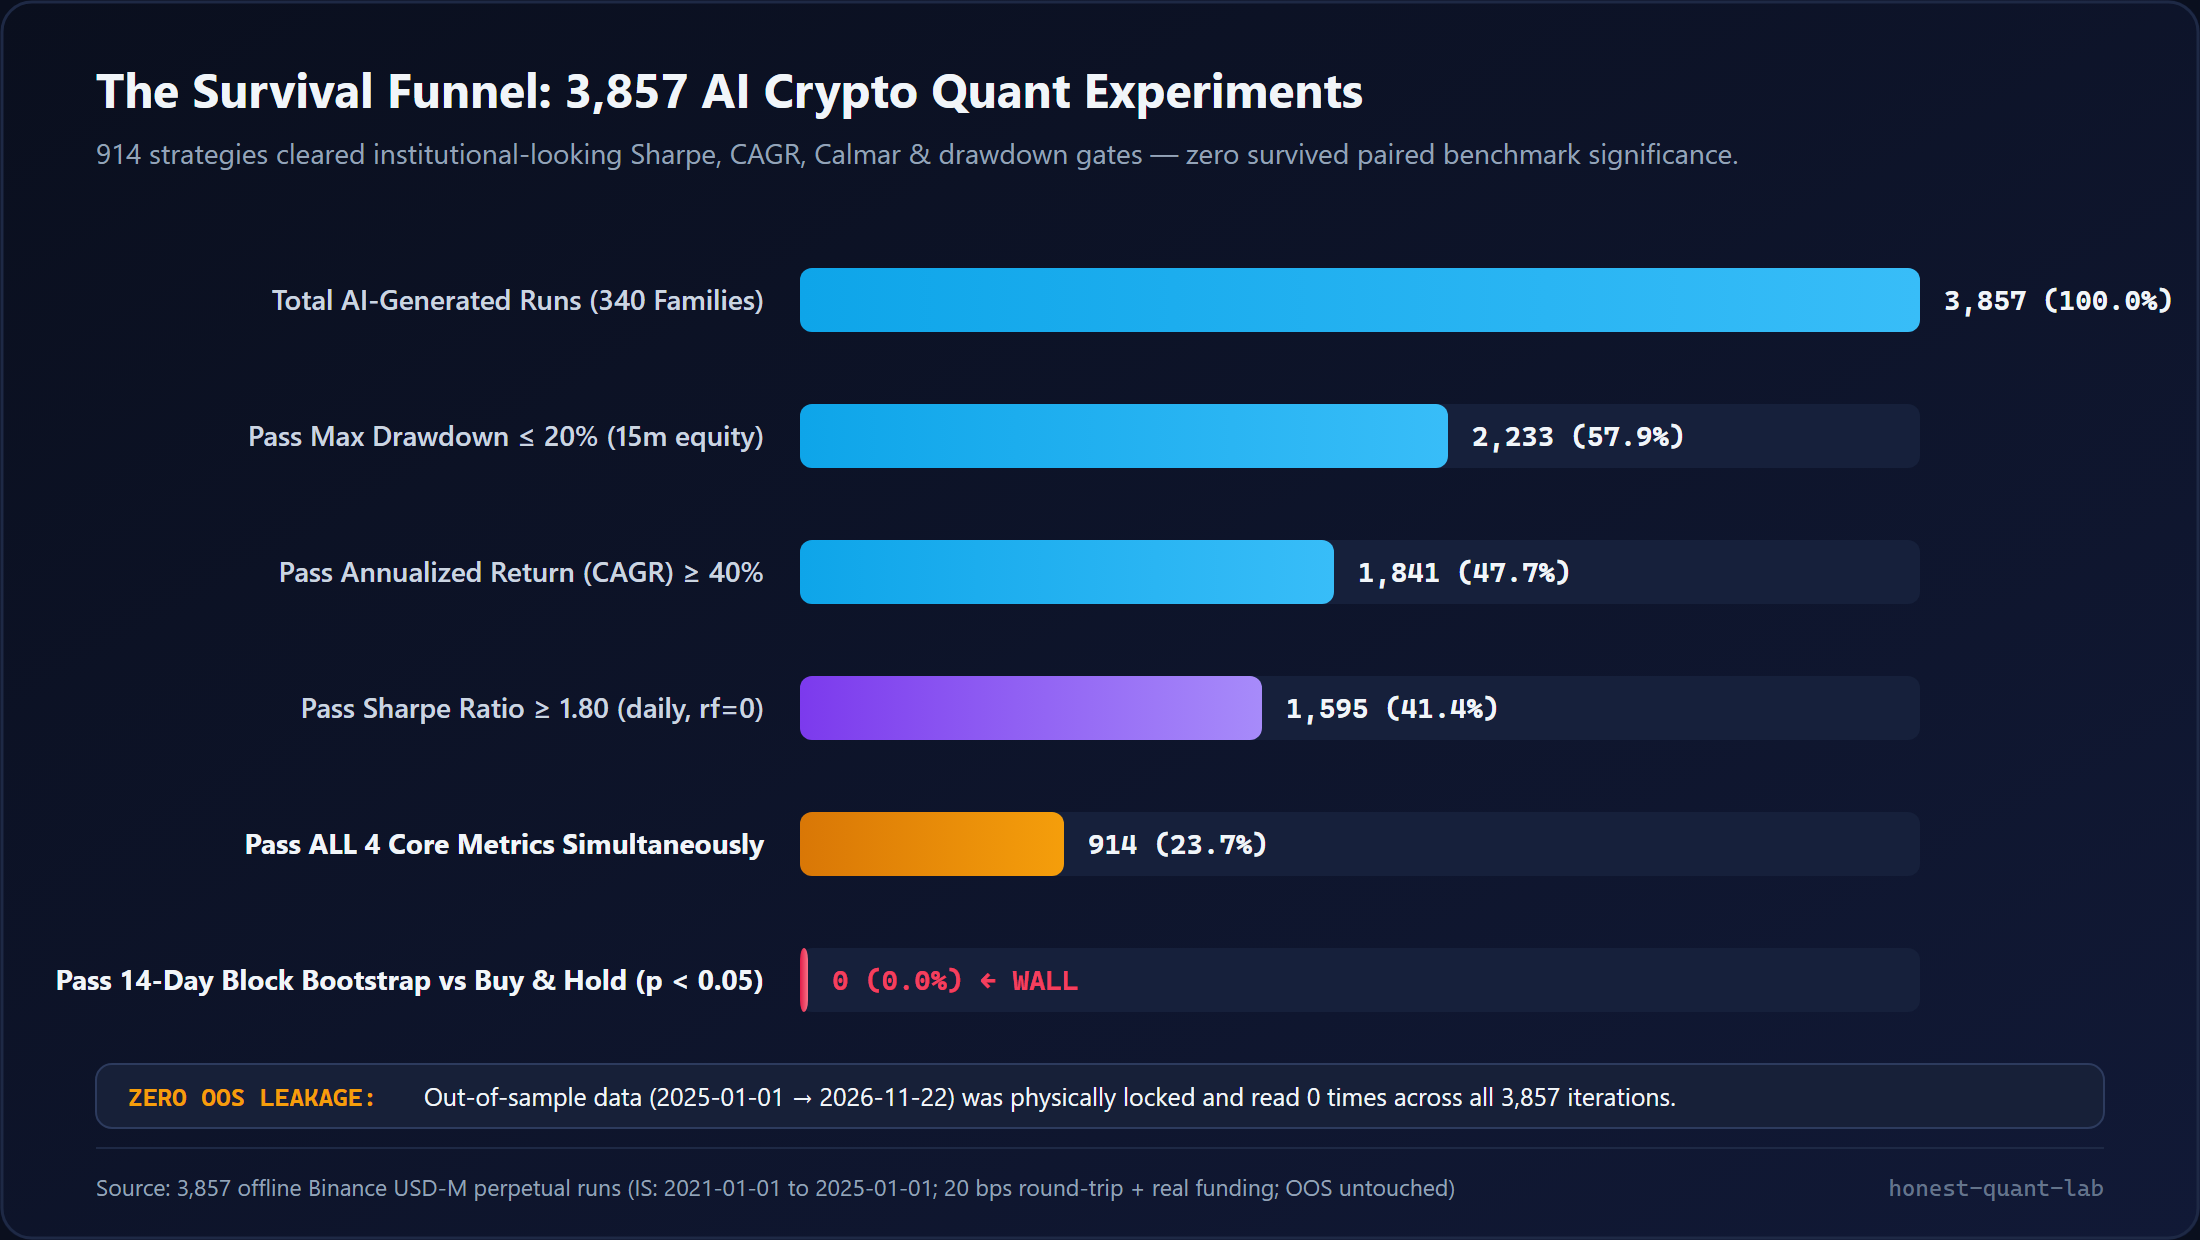 The Survival Funnel: 3,857 AI Crypto Quant Experiments
914 strategies cleared institutional-looking Sharpe, CAGR, Calmar & drawdown gates — zero survived paired benchmark significance.
Total AI-Generated Runs (340 Families) 3,857 (100.0%)
Pass Max Drawdown ≤ 20% (15m equity) 2,233 (57.9%)
Pass Annualized Return (CAGR) ≥ 40% 1,841 (47.7%)
Pass Sharpe Ratio ≥ 1.80 (daily, rf=0) 1,595 (41.4%)
Pass ALL 4 Core Metrics Simultaneously 914 (23.7%)
Pass 14-Day Block Bootstrap vs Buy & Hold (p < 0.05) 0 (0.0%) ← WALL
ZERO OOS LEAKAGE: Out-of-sample data (2025-01-01 → 2026-11-22) was physically locked and read 0 times across all 3,857 iterations.
Source: 3,857 offline Binance USD-M perpetual runs (IS: 2021-01-01 to 2025-01-01; 20 bps round-trip + real funding; OOS untouched) honest-quant-lab